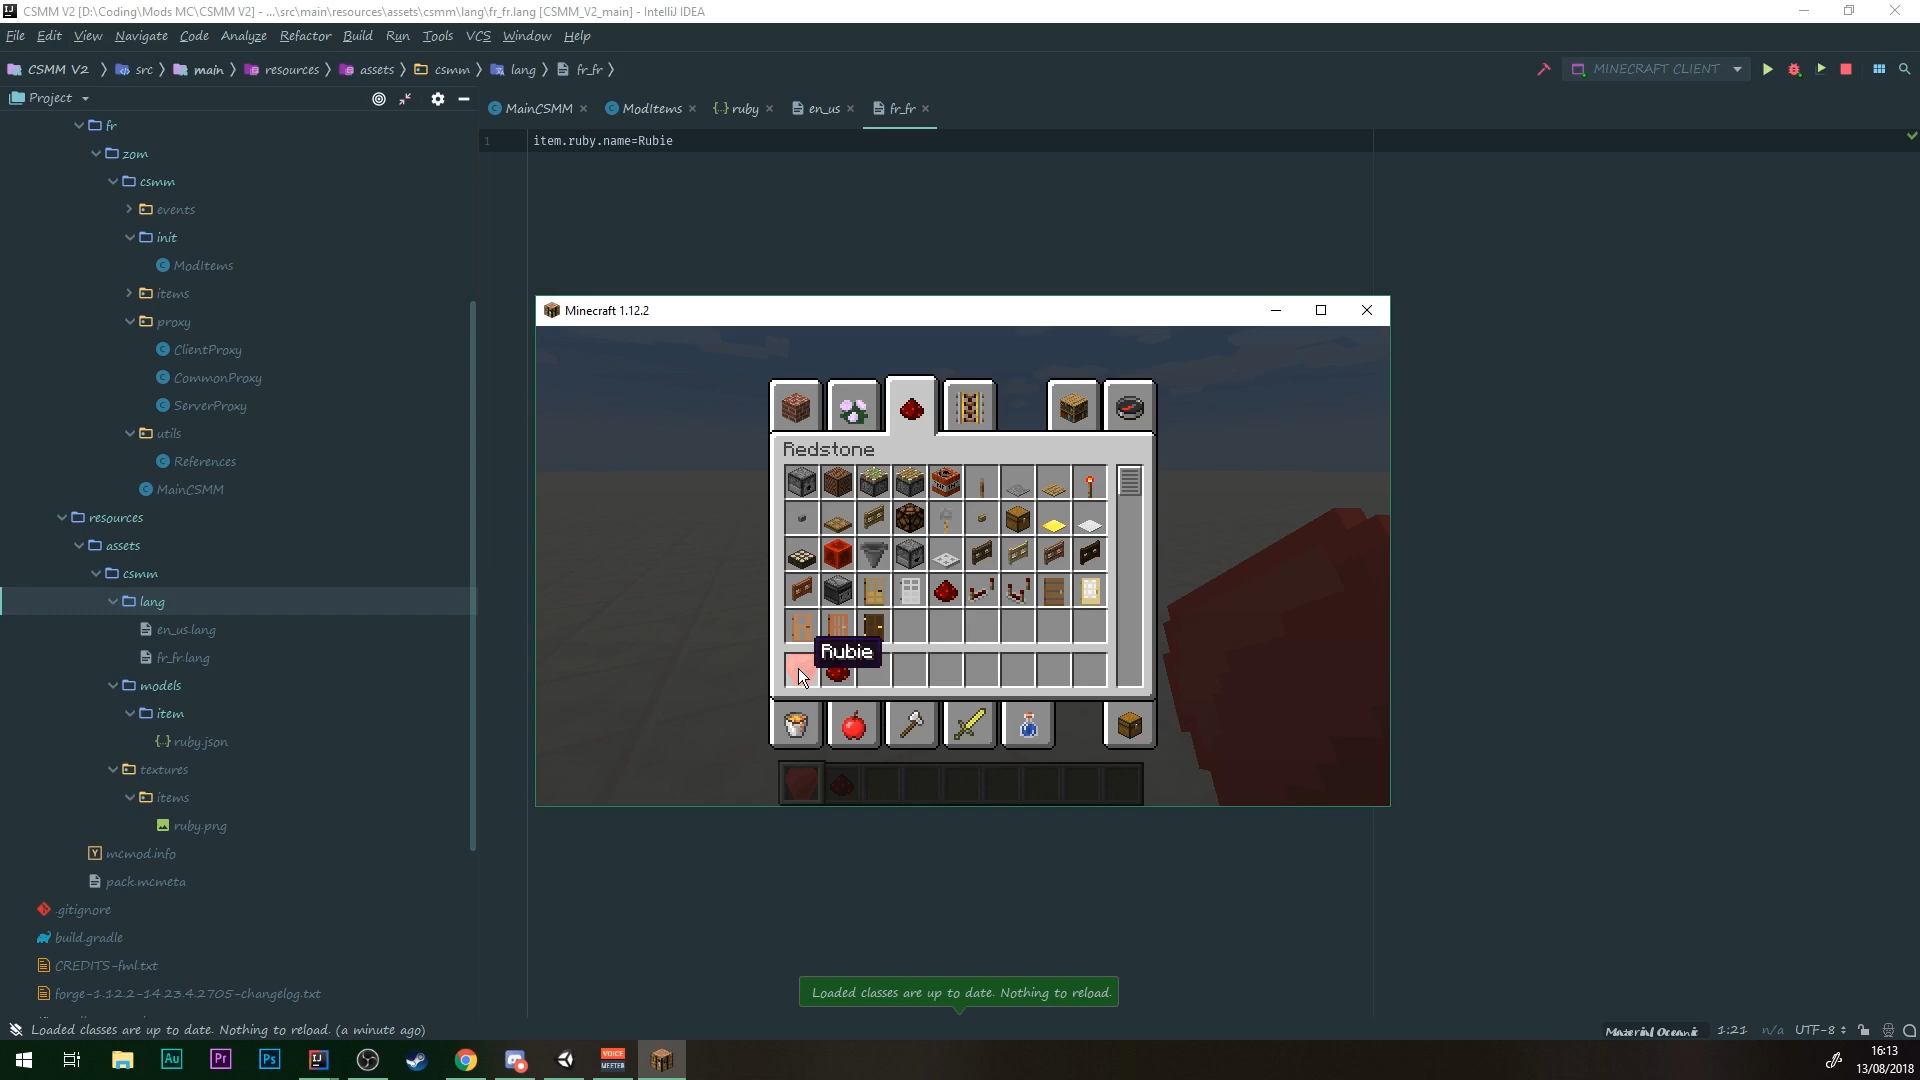 CSMM V2 [D:\Coding\Mods MC\CSMM V2] - ...\src\main\resources\assets\csmm\lang\fr_fr.lang [CSMM_V2_main] - IntelliJ IDEA
File Edit View Navigate Code Analyze Refactor Build Run Tools VCS Window Help
CSMM V2 src main resources assets csmm lang fr_fr MINECRAFT CLIENT
Project
MainCSMM ModItems ruby en_us fr_fr
1 item.ruby.name=Rubie
fr
zom
csmm
events
init
ModItems
items
proxy
ClientProxy
CommonProxy
ServerProxy
utils
References
MainCSMM
resources
assets
csmm
lang
en_us.lang
fr_fr.lang
models
item
ruby.json
textures
items
ruby.png
mcmod.info
pack.mcmeta
.gitignore
build.gradle
CREDITS-fml.txt
forge-1.12.2-14.23.4.2705-changelog.txt
Minecraft 1.12.2
Redstone
Rubie
Loaded classes are up to date. Nothing to reload.
Loaded classes are up to date. Nothing to reload. (a minute ago)
Material Oceanic 1:21 n/a UTF-8
Au Pr Ps IJ VOICE MEETER
16:13
13/08/2018